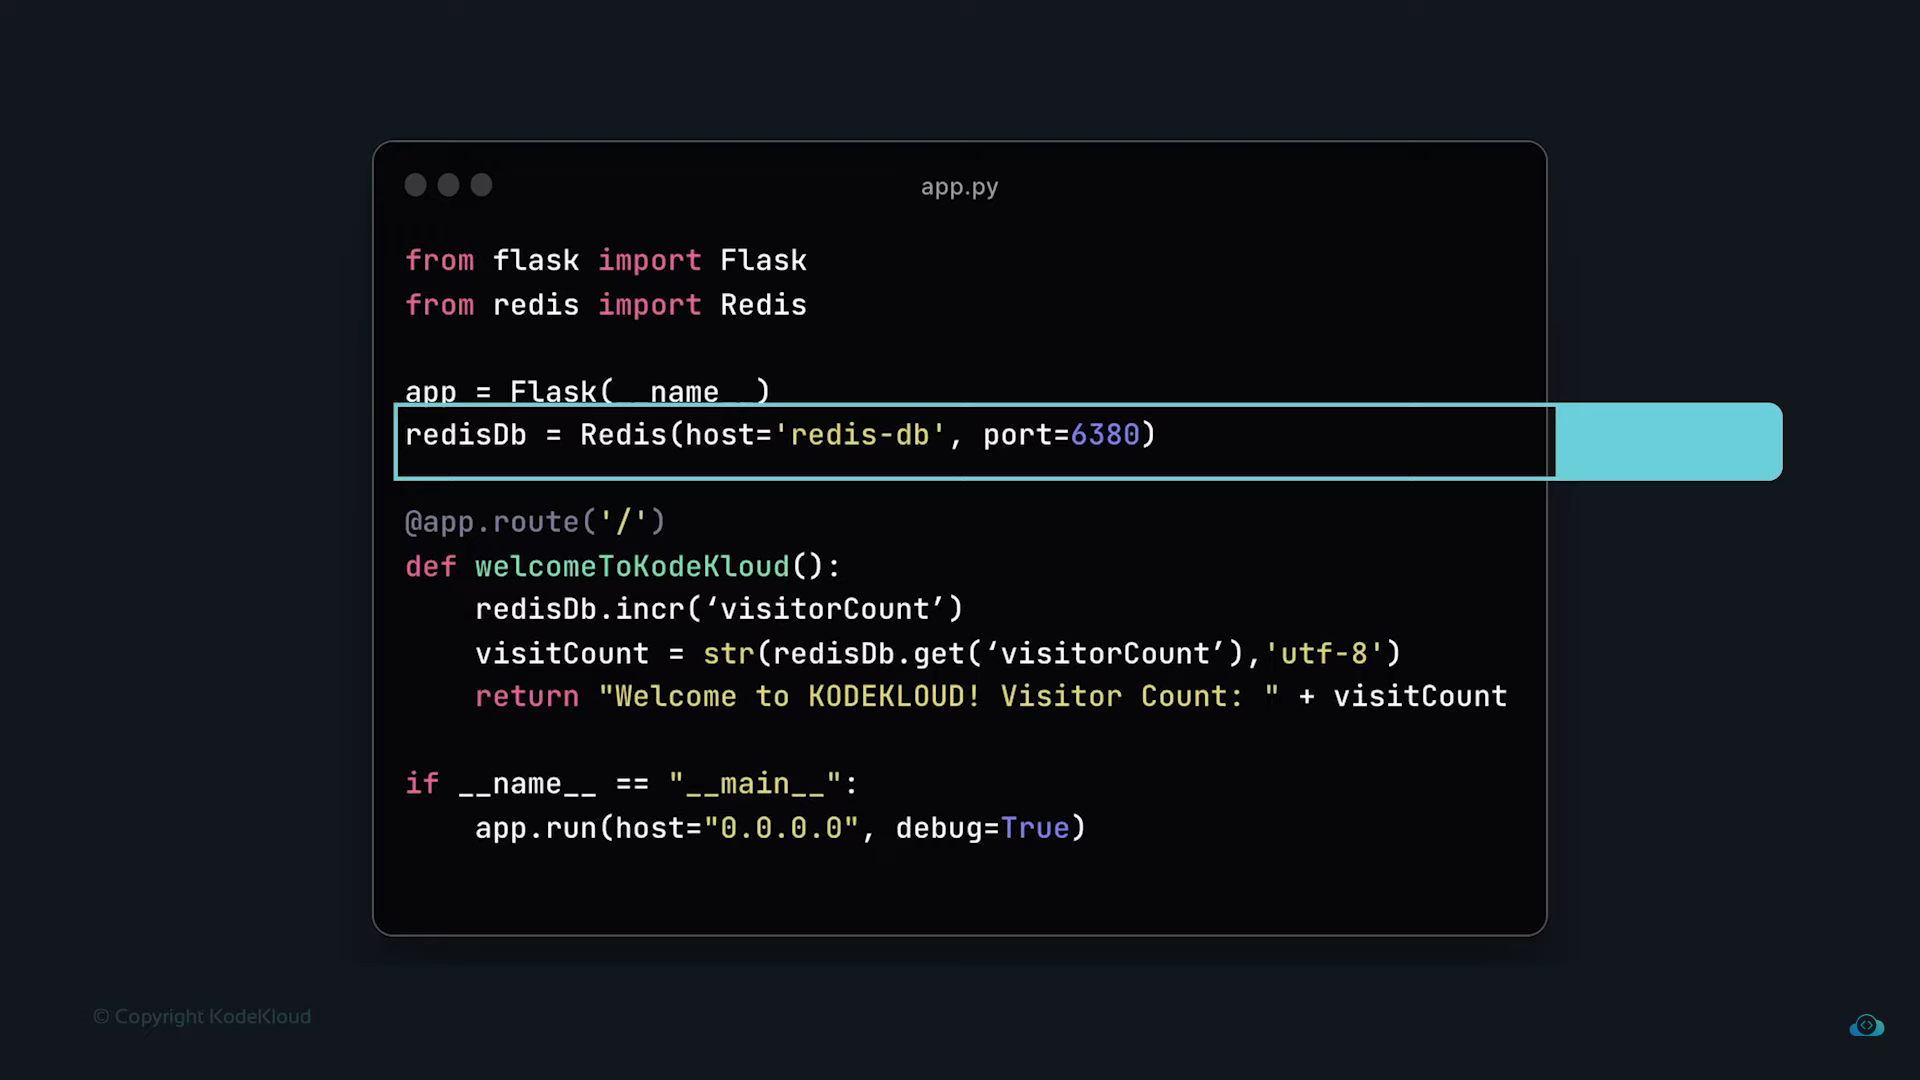 app.py
from flask import Flask
from redis import Redis
app = Flask(__name__)
redisDb = Redis(host='redis-db', port=6380)
@app.route('/')
def welcomeToKodeKloud():
    redisDb.incr(‘visitorCount’)
    visitCount = str(redisDb.get(‘visitorCount’),'utf-8')
    return "Welcome to KODEKLOUD! Visitor Count: " + visitCount
if __name__ == "__main__":
    app.run(host="0.0.0.0", debug=True)
© Copyright KodeKloud